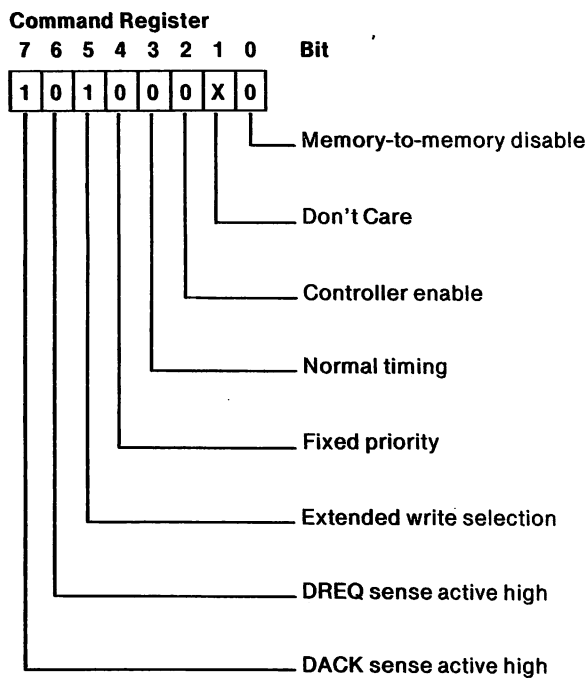 Command Register
7 6 5 4 3 2 1 0 Bit
1 0 1 0 0 0 X 0
Memory-to-memory disable
Don't Care
Controller enable
Normal timing
Fixed priority
Extended write selection
DREQ sense active high
DACK sense active high